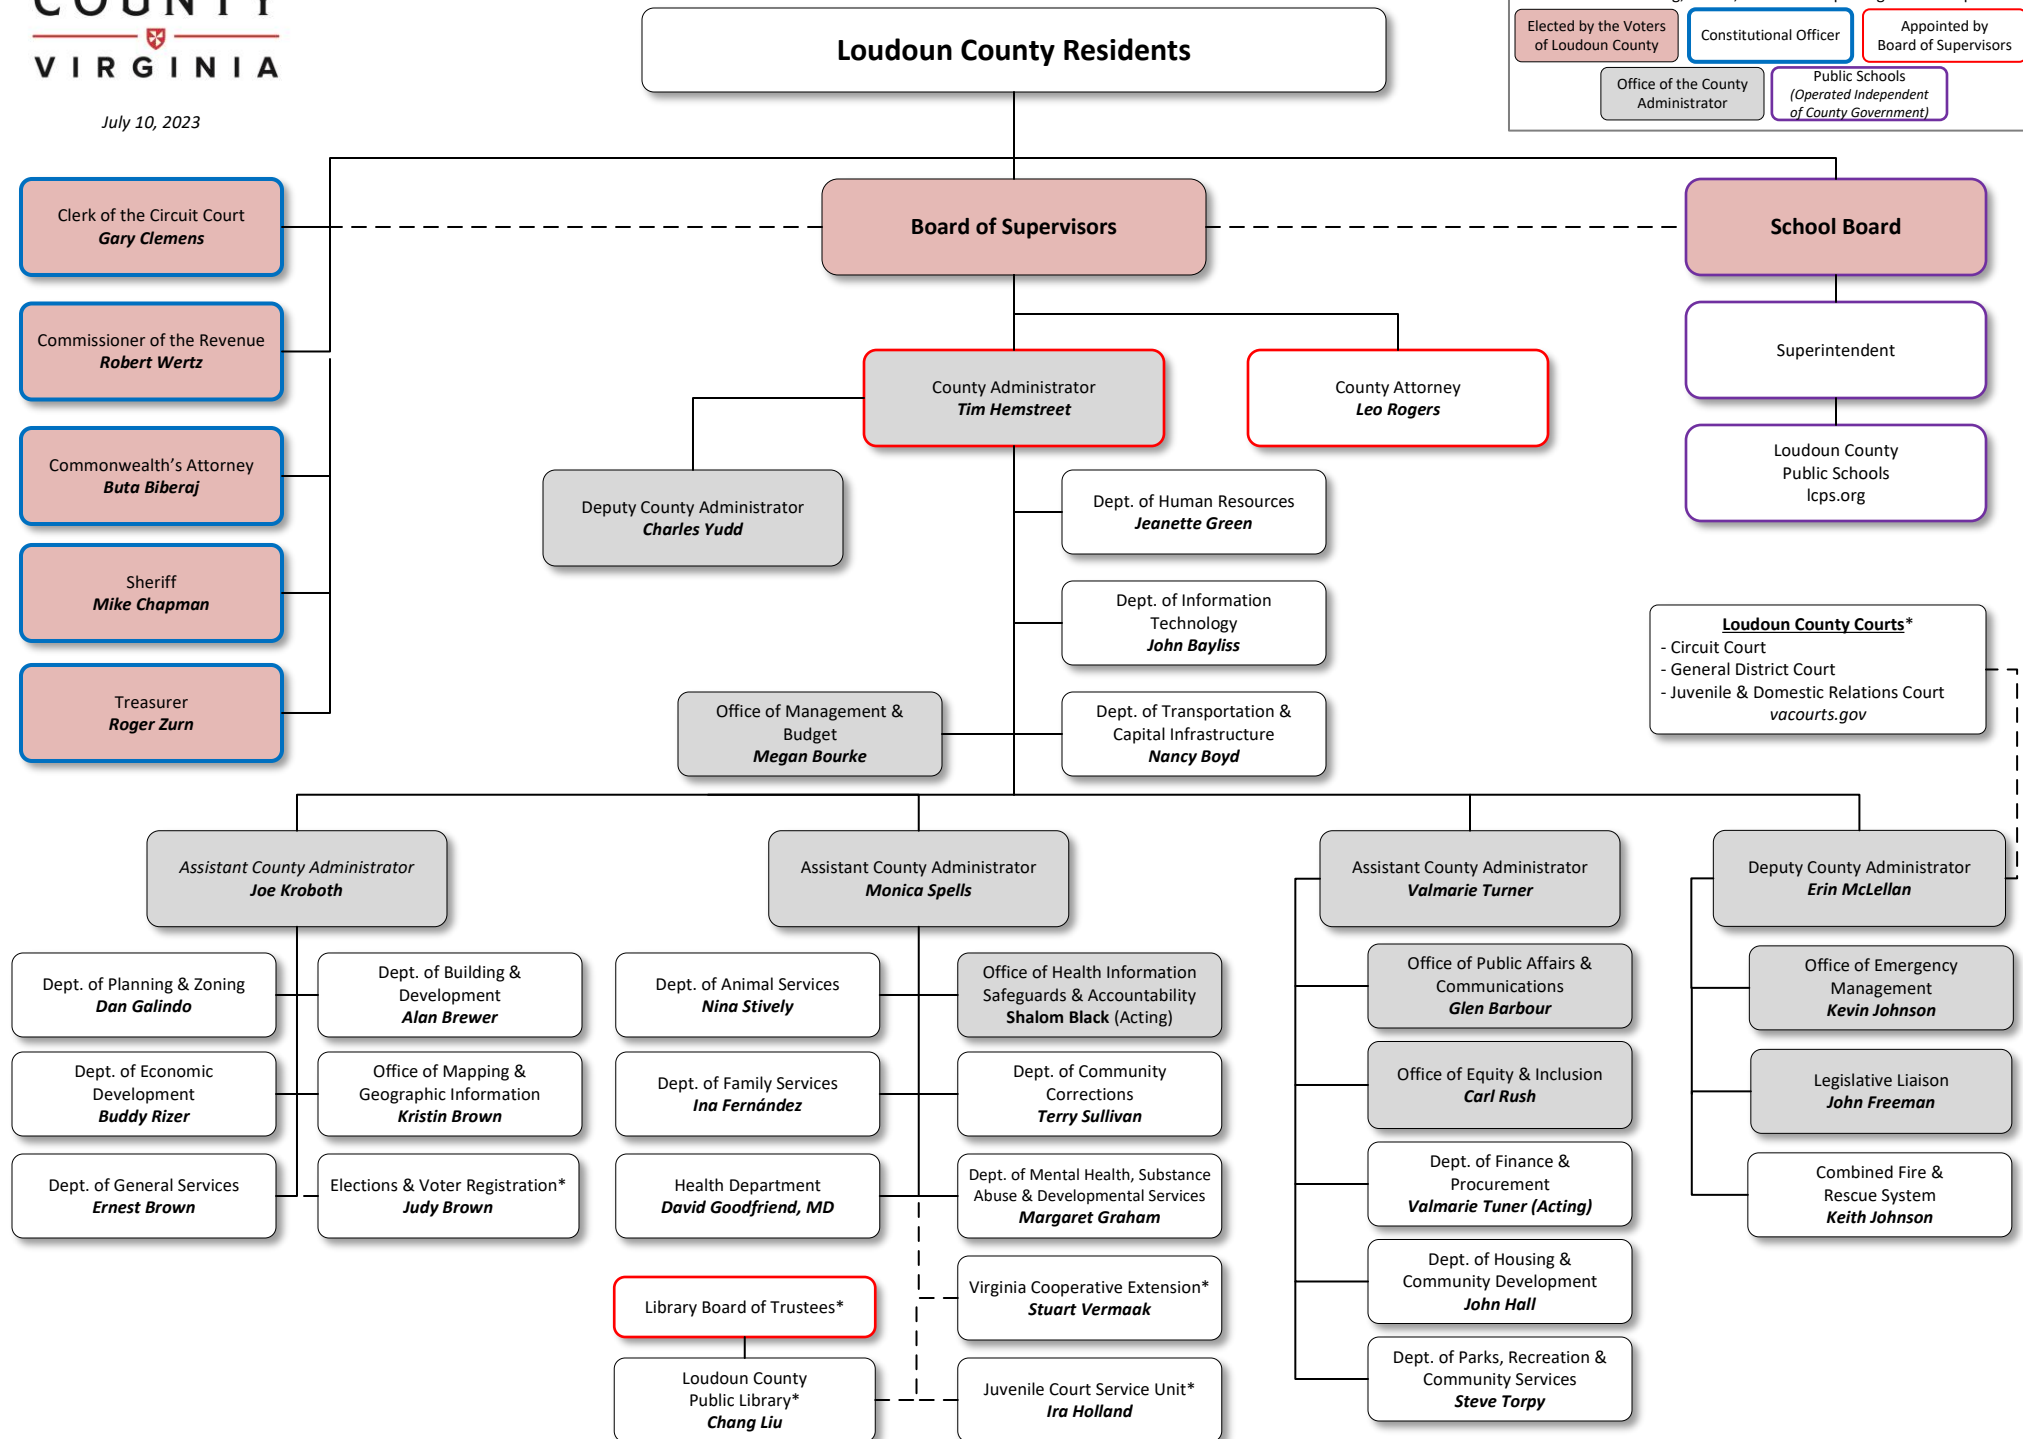 COUNTY
VIRGINIA
July 10, 2023
Loudoun County Residents
Elected by the Voters
of Loudoun County
Constitutional Officer
Appointed by
Board of Supervisors
Office of the County
Administrator
Public Schools
(Operated Independent
of County Government)
Clerk of the Circuit Court
Gary Clemens
Board of Supervisors
School Board
Commissioner of the Revenue
Robert Wertz
Superintendent
County Administrator
Tim Hemstreet
County Attorney
Leo Rogers
Commonwealth's Attorney
Buta Biberaj
Loudoun County
Public Schools
lcps.org
Deputy County Administrator
Charles Yudd
Dept. of Human Resources
Jeanette Green
Sheriff
Mike Chapman
Dept. of Information
Technology
John Bayliss
Loudoun County Courts*
- Circuit Court
- General District Court
- Juvenile & Domestic Relations Court
vacourts.gov
Treasurer
Roger Zurn
Office of Management &
Budget
Megan Bourke
Dept. of Transportation &
Capital Infrastructure
Nancy Boyd
Assistant County Administrator
Joe Kroboth
Assistant County Administrator
Monica Spells
Assistant County Administrator
Valmarie Turner
Deputy County Administrator
Erin McLellan
Dept. of Planning & Zoning
Dan Galindo
Dept. of Building &
Development
Alan Brewer
Dept. of Animal Services
Nina Stively
Office of Health Information
Safeguards & Accountability
Shalom Black (Acting)
Office of Public Affairs &
Communications
Glen Barbour
Office of Emergency
Management
Kevin Johnson
Dept. of Economic
Development
Buddy Rizer
Office of Mapping &
Geographic Information
Kristin Brown
Dept. of Family Services
Ina Fernández
Dept. of Community
Corrections
Terry Sullivan
Office of Equity & Inclusion
Carl Rush
Legislative Liaison
John Freeman
Dept. of General Services
Ernest Brown
Elections & Voter Registration*
Judy Brown
Health Department
David Goodfriend, MD
Dept. of Mental Health, Substance
Abuse & Developmental Services
Margaret Graham
Dept. of Finance &
Procurement
Valmarie Tuner (Acting)
Combined Fire &
Rescue System
Keith Johnson
Library Board of Trustees*
Virginia Cooperative Extension*
Stuart Vermaak
Dept. of Housing &
Community Development
John Hall
Loudoun County
Public Library*
Chang Liu
Juvenile Court Service Unit*
Ira Holland
Dept. of Parks, Recreation &
Community Services
Steve Torpy